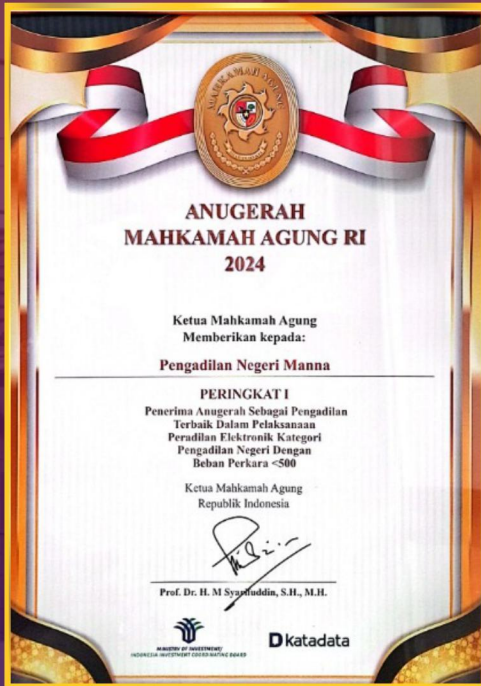 MAHKAMAH AGUNG
ANUGERAH
MAHKAMAH AGUNG RI
2024
Ketua Mahkamah Agung
Memberikan kepada:
Pengadilan Negeri Manna
PERINGKAT I
Penerima Anugerah Sebagai Pengadilan
Terbaik Dalam Pelaksanaan
Peradilan Elektronik Kategori
Pengadilan Negeri Dengan
Beban Perkara <500
Ketua Mahkamah Agung
Republik Indonesia
Prof. Dr. H. M Syarifuddin, S.H., M.H.
MINISTRY OF INVESTMENT/
INDONESIA INVESTMENT COORDINATING BOARD
Dkatadata